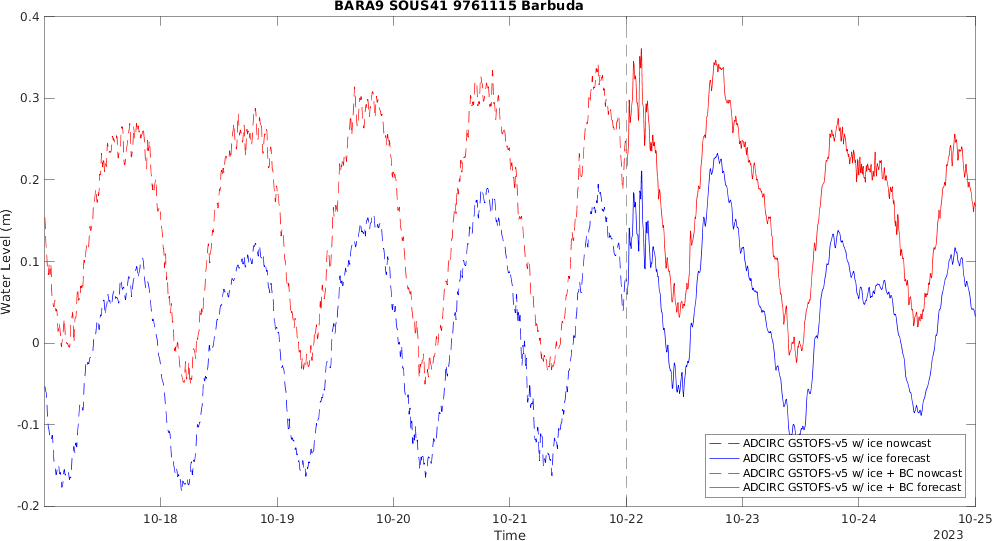 BARA9 SOUS41 9761115 Barbuda
Water Level (m)
0.4
0.3
0.2
0.1
0
-0.1
-0.2
10-18
10-19
10-20
10-21
10-22
10-23
10-24
10-25
Time
2023
ADCIRC GSTOFS-v5 w/ ice nowcast
ADCIRC GSTOFS-v5 w/ ice forecast
ADCIRC GSTOFS-v5 w/ ice + BC nowcast
ADCIRC GSTOFS-v5 w/ ice + BC forecast